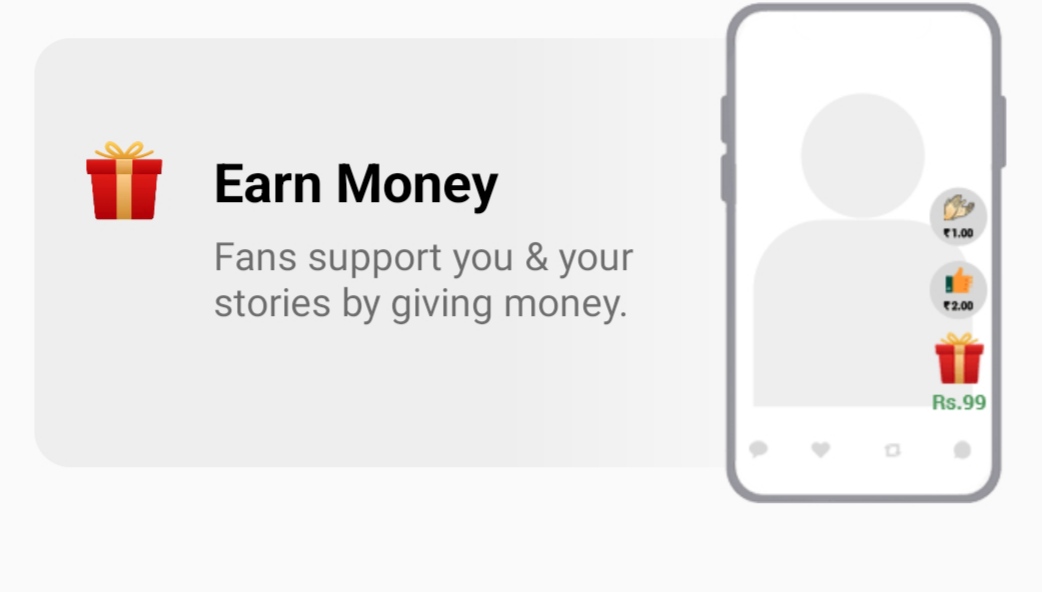 Earn Money
Fans support you & your
stories by giving money.
₹1.00
₹2.00
Rs.99